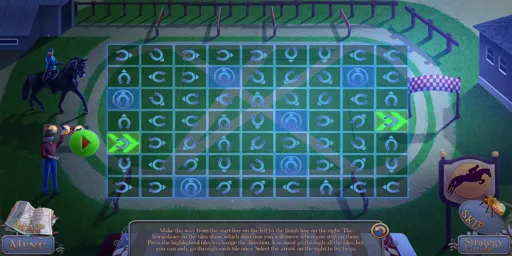 Make the way from the start line on the left to the finish line on the right. The
horseshoes on the tiles show which direction you will move when you step on them.
Press the highlighted tiles to change the direction. You must go through all the tiles, but
you can only go through each tile once. Select the arrow on the right to try again.
MENU
SKIP
Strategy